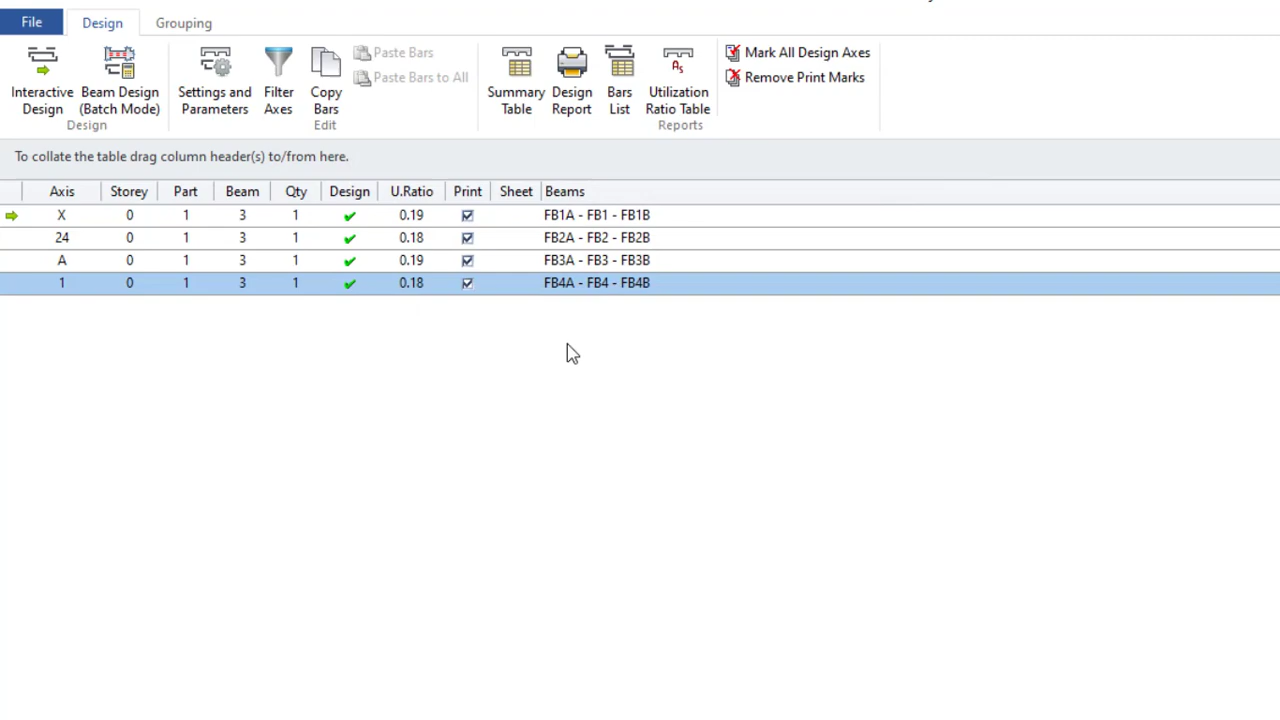 File Design Grouping
Interactive Design
Beam Design (Batch Mode)
Design
Settings and Parameters
Filter Axes
Copy Bars
Paste Bars
Paste Bars to All
Edit
Summary Table
Design Report
Bars List
Utilization Ratio Table
Mark All Design Axes
Remove Print Marks
Reports
To collate the table drag column header(s) to/from here.
Axis Storey Part Beam Qty Design U.Ratio Print Sheet Beams
X 0 1 3 1 0.19 FB1A - FB1 - FB1B
24 0 1 3 1 0.18 FB2A - FB2 - FB2B
A 0 1 3 1 0.19 FB3A - FB3 - FB3B
1 0 1 3 1 0.18 FB4A - FB4 - FB4B